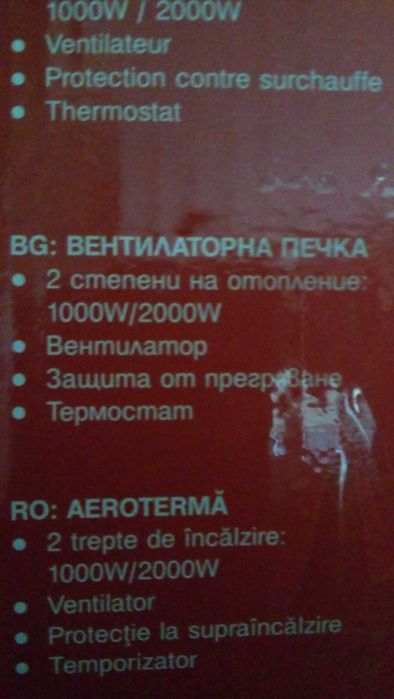 1000W / 2000W
• Ventilateur
• Protection contre surchauffe
• Thermostat
BG: ВЕНТИЛАТОРНА ПЕЧКА
• 2 степени на отопление:
1000W/2000W
• Вентилатор
• Защита от прегряване
• Термостат
RO: AEROTERMĂ
• 2 trepte de încălzire:
1000W/2000W
• Ventilator
• Protecţie la supraîncălzire
• Temporizator